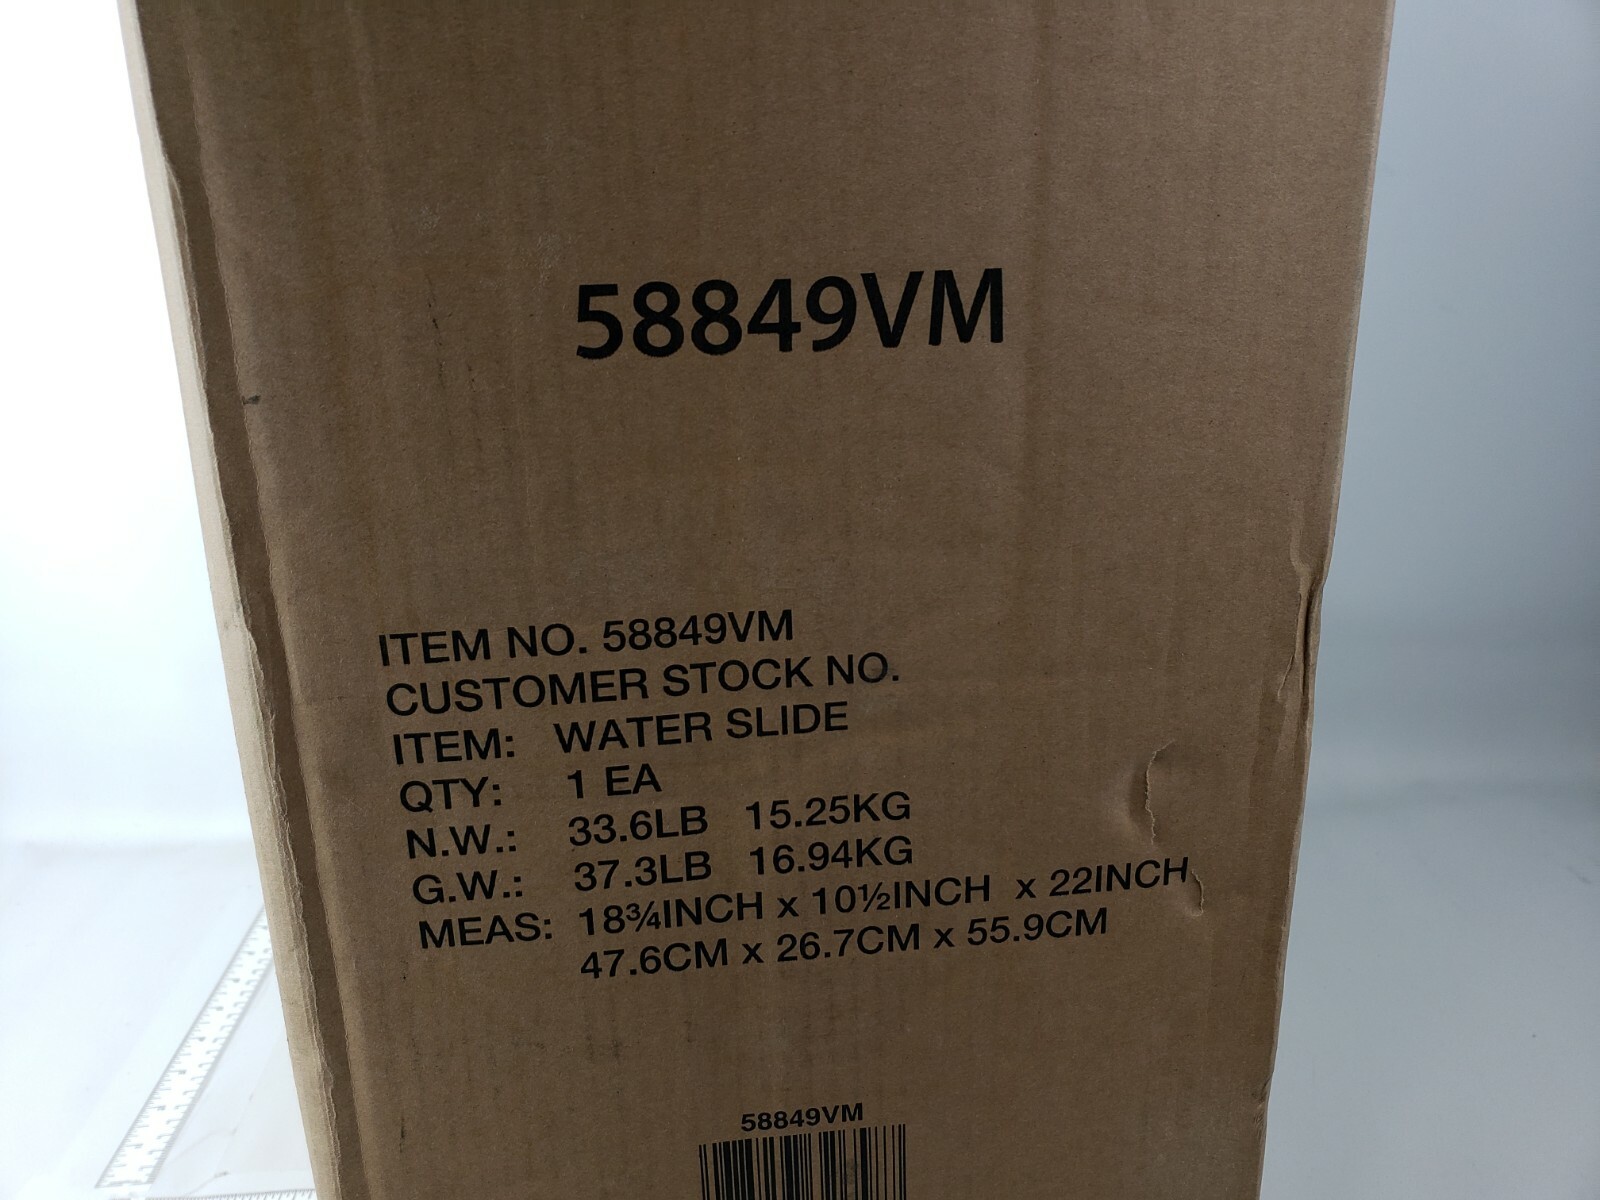 58849VM
ITEM NO. 58849VM
CUSTOMER STOCK NO.
ITEM: WATER SLIDE
QTY: 1 EA
N.W.: 33.6LB 15.25KG
G.W.: 37.3LB 16.94KG
MEAS: 18¾INCH x 10½INCH x 22INCH
47.6CM x 26.7CM x 55.9CM
58849VM